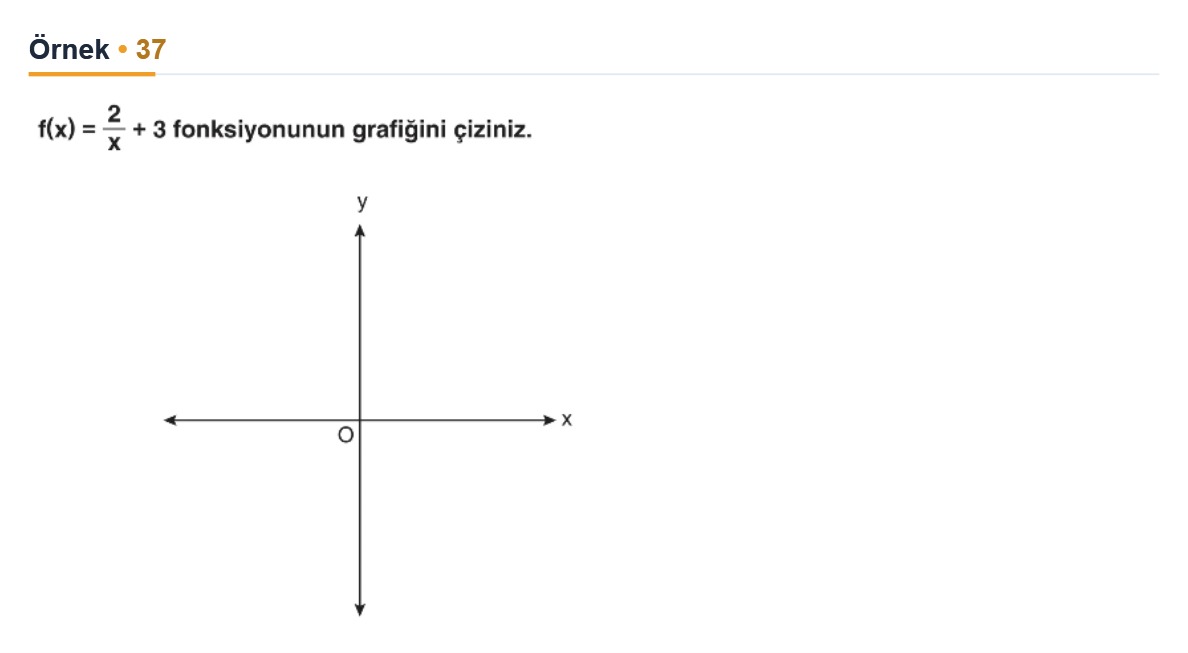 Örnek • 37
f(x) = 2/x + 3 fonksiyonunun grafiğini çiziniz.
y
x
O